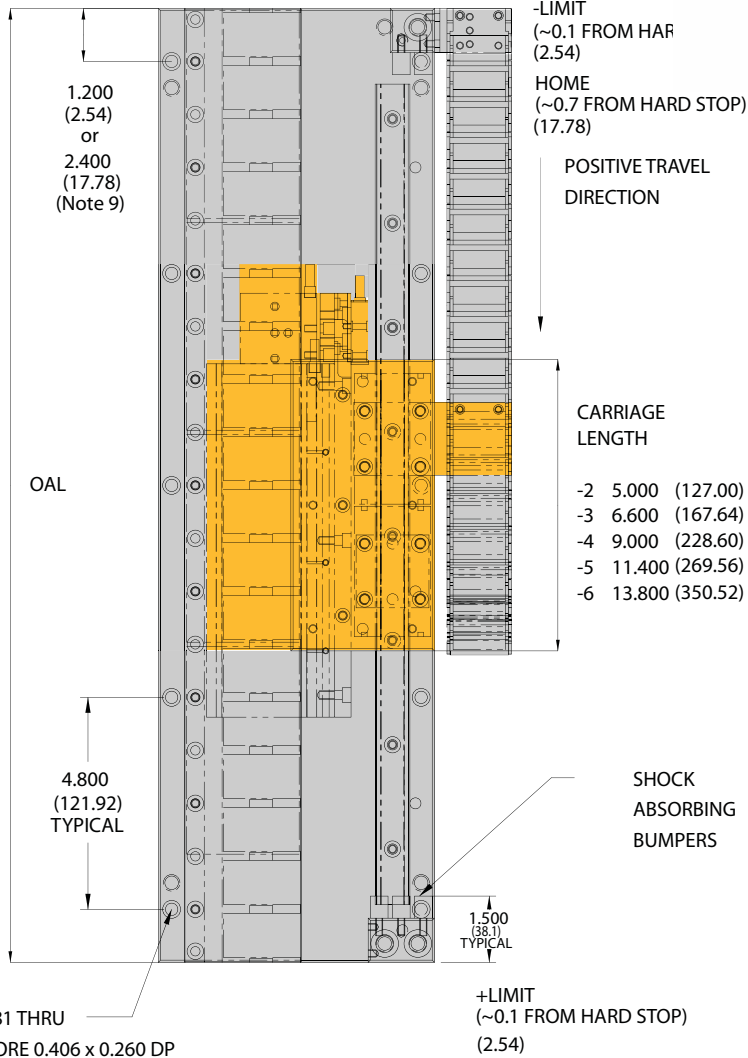 -LIMIT
(~0.1 FROM HAR
(2.54)
HOME
(~0.7 FROM HARD STOP)
(17.78)
POSITIVE TRAVEL
DIRECTION
1.200
(2.54)
or
2.400
(17.78)
(Note 9)
CARRIAGE
LENGTH
-2 5.000 (127.00)
-3 6.600 (167.64)
-4 9.000 (228.60)
-5 11.400 (269.56)
-6 13.800 (350.52)
OAL
4.800
(121.92)
TYPICAL
SHOCK
ABSORBING
BUMPERS
1.500
(38.1)
TYPICAL
+LIMIT
(~0.1 FROM HARD STOP)
(2.54)
31 THRU
ORE 0.406 x 0.260 DP